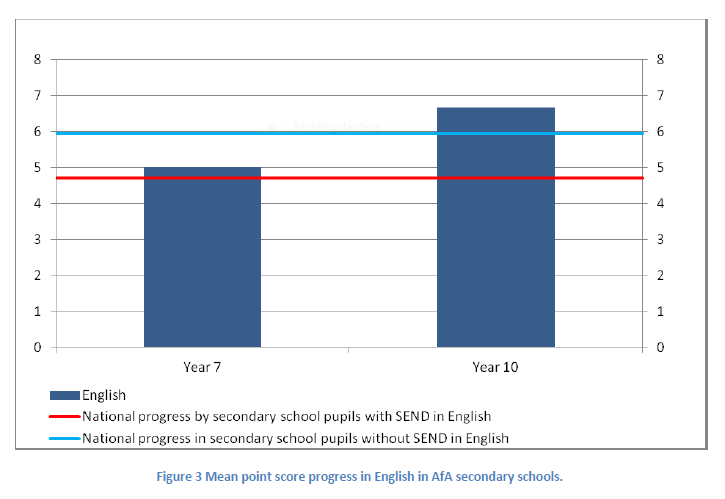 8 8
7 7
6 6
5 5
4 4
3 3
2 2
1 1
0 0
Year 7 Year 10
English
National progress by secondary school pupils with SEND in English
National progress in secondary school pupils without SEND in English
Figure 3 Mean point score progress in English in AfA secondary schools.